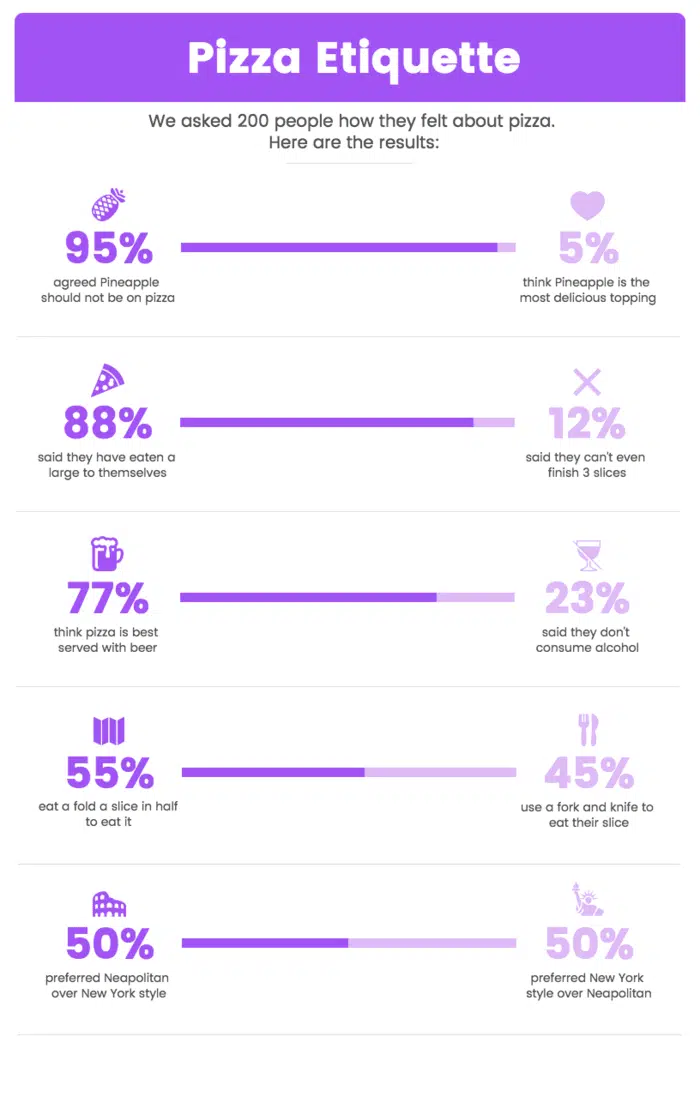 Pizza Etiquette
We asked 200 people how they felt about pizza.
Here are the results:
95%
agreed Pineapple
should not be on pizza
5%
think Pineapple is the
most delicious topping
88%
said they have eaten a
large to themselves
12%
said they can't even
finish 3 slices
77%
think pizza is best
served with beer
23%
said they don't
consume alcohol
55%
eat a fold a slice in half
to eat it
45%
use a fork and knife to
eat their slice
50%
preferred Neapolitan
over New York style
50%
preferred New York
style over Neapolitan